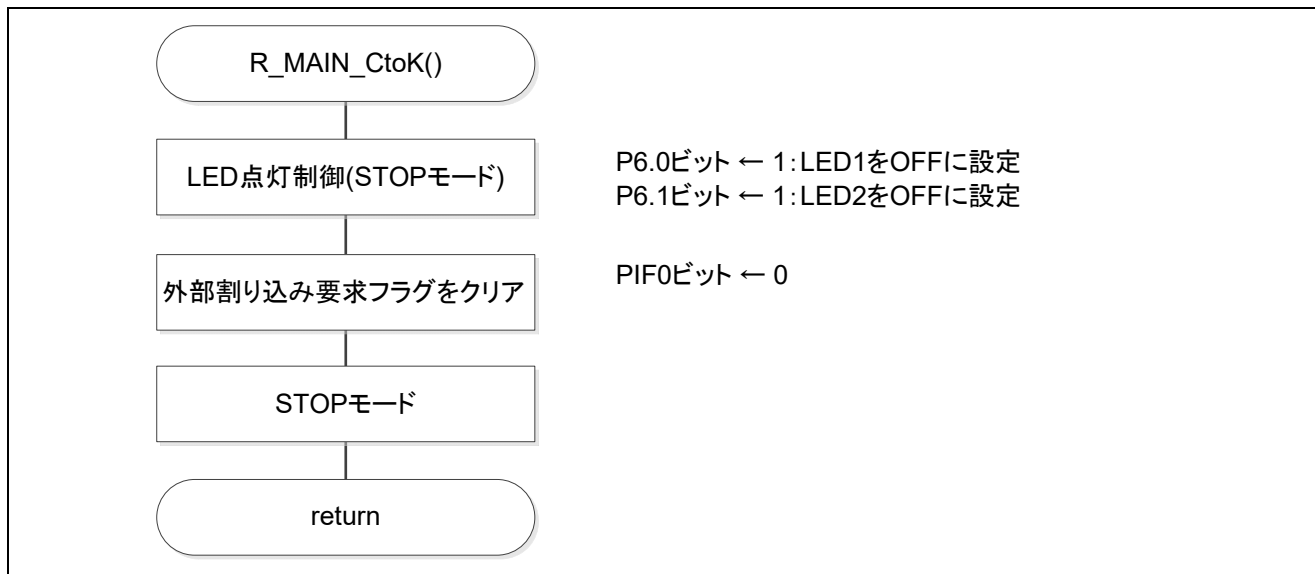 R_MAIN_CtoK()
LED点灯制御(STOPモード)
P6.0ビット ← 1:LED1をOFFに設定
P6.1ビット ← 1:LED2をOFFに設定
外部割り込み要求フラグをクリア
PIF0ビット ← 0
STOPモード
return